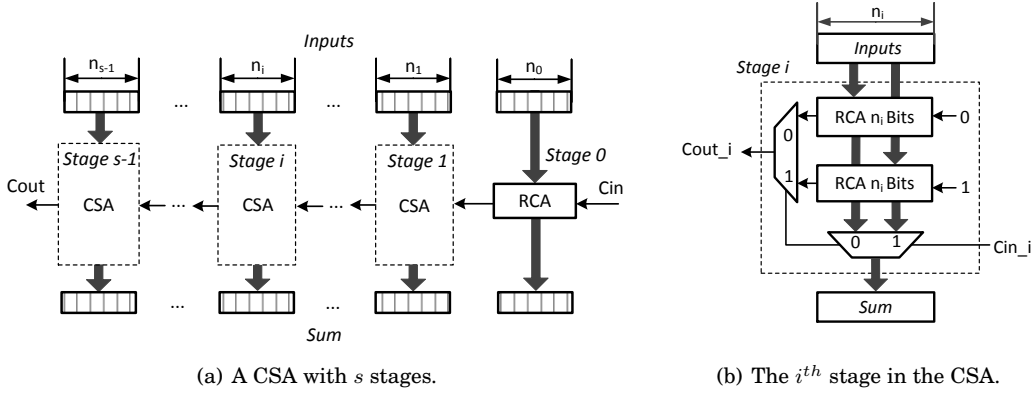 Inputs
n_{s-1} n_i n_1 n_0
... ...
Stage s-1 Stage i Stage 1 Stage 0
Cout CSA ... CSA ... CSA RCA Cin
... ...
Sum
(a) A CSA with s stages.
n_i
Inputs
Stage i
RCA n_i Bits 0
0
Cout_i
1
RCA n_i Bits 1
0 1
Cin_i
Sum
(b) The i^{th} stage in the CSA.